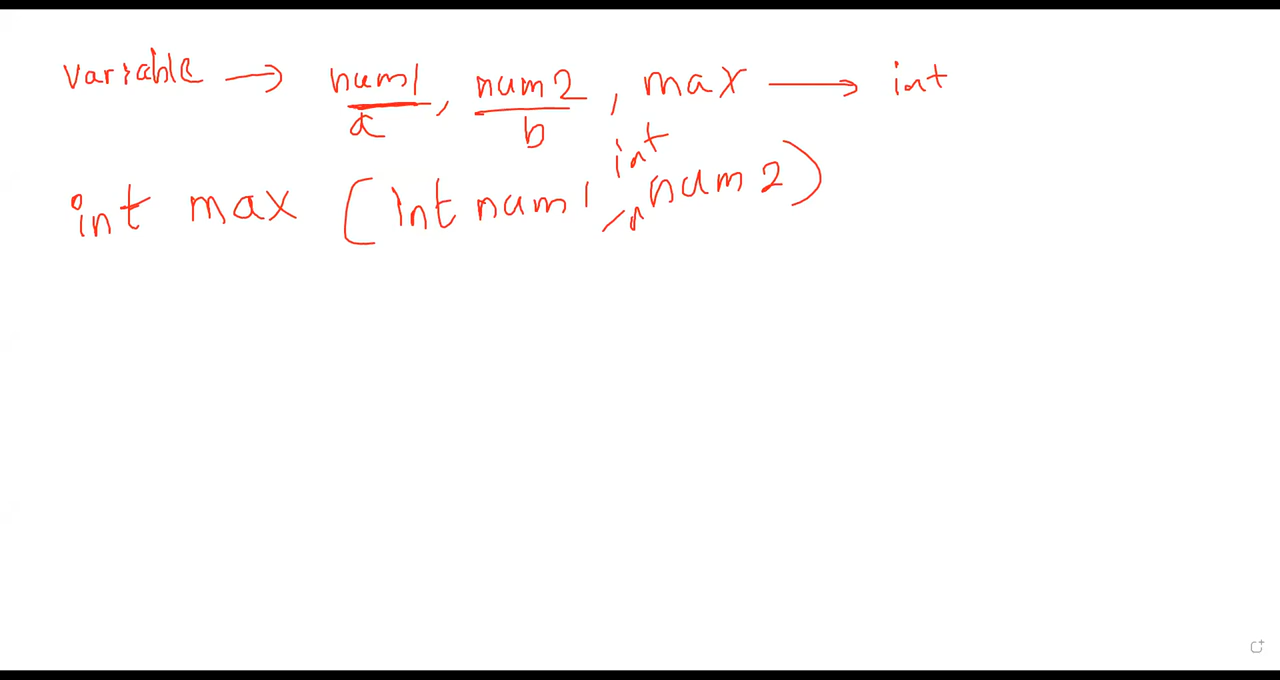 variable → num1, num2, max → int
a b
int max (int num1, int num2)